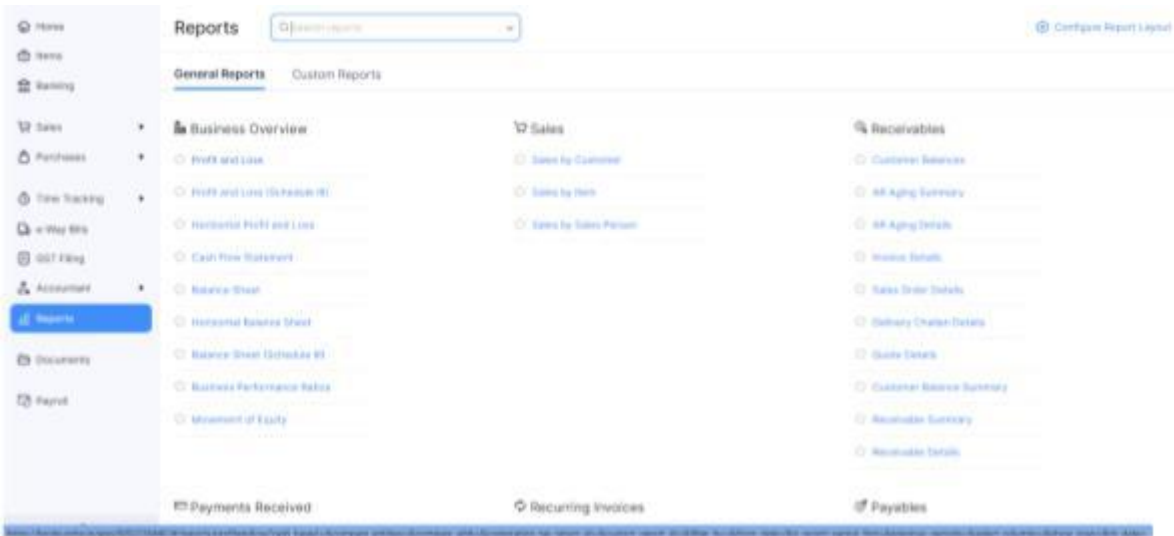 Home
Items
Banking
Sales
Purchases
Time Tracking
e-Way Bills
GST Filing
Accountant
Reports
Documents
Payroll
Reports
Search reports
Configure Report Layout
General Reports
Custom Reports
Business Overview
Profit and Loss
Profit and Loss (Schedule III)
Horizontal Profit and Loss
Cash Flow Statement
Balance Sheet
Horizontal Balance Sheet
Balance Sheet (Schedule III)
Business Performance Ratios
Movement of Equity
Sales
Sales by Customer
Sales by Item
Sales by Sales Person
Receivables
Customer Balances
AR Aging Summary
AR Aging Details
Invoice Details
Sales Order Details
Delivery Challan Details
Quote Details
Customer Balance Summary
Receivable Summary
Receivable Details
Payments Received
Recurring Invoices
Payables